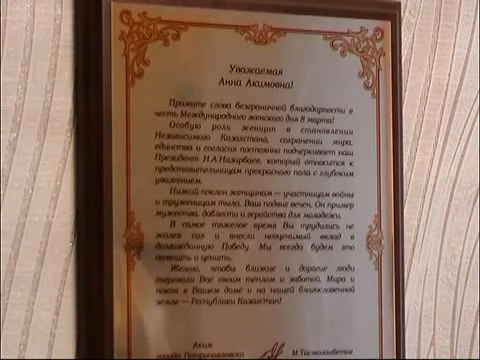 Уважаемая
Анна Акимовна!
Примите слова безграничной благодарности в
честь Международного женского дня 8 марта!
Особую роль женщин в становлении
Независимого Казахстана, сохранении мира,
единства и согласия постоянно подчеркивает наш
Президент Н.А.Назарбаев, который относится к
представительницам прекрасного пола с глубоким
уважением.
Низкий поклон женщинам — участницам войны
и труженицам тыла. Ваш подвиг вечен. Он пример
мужества, доблести и геройства для молодежи.
В самое тяжелое время Вы трудились не
жалея сил и внесли неоценимый вклад в
долгожданную Победу. Мы всегда будем это
помнить и ценить.
Желаю, чтобы близкие и дорогие люди
согревали Вас своим теплом и заботой. Мира и
покоя в Вашем доме и на нашей благословенной
земле — Республики Казахстан!
Аким
города Петропавловска М.Тасмаганбетов